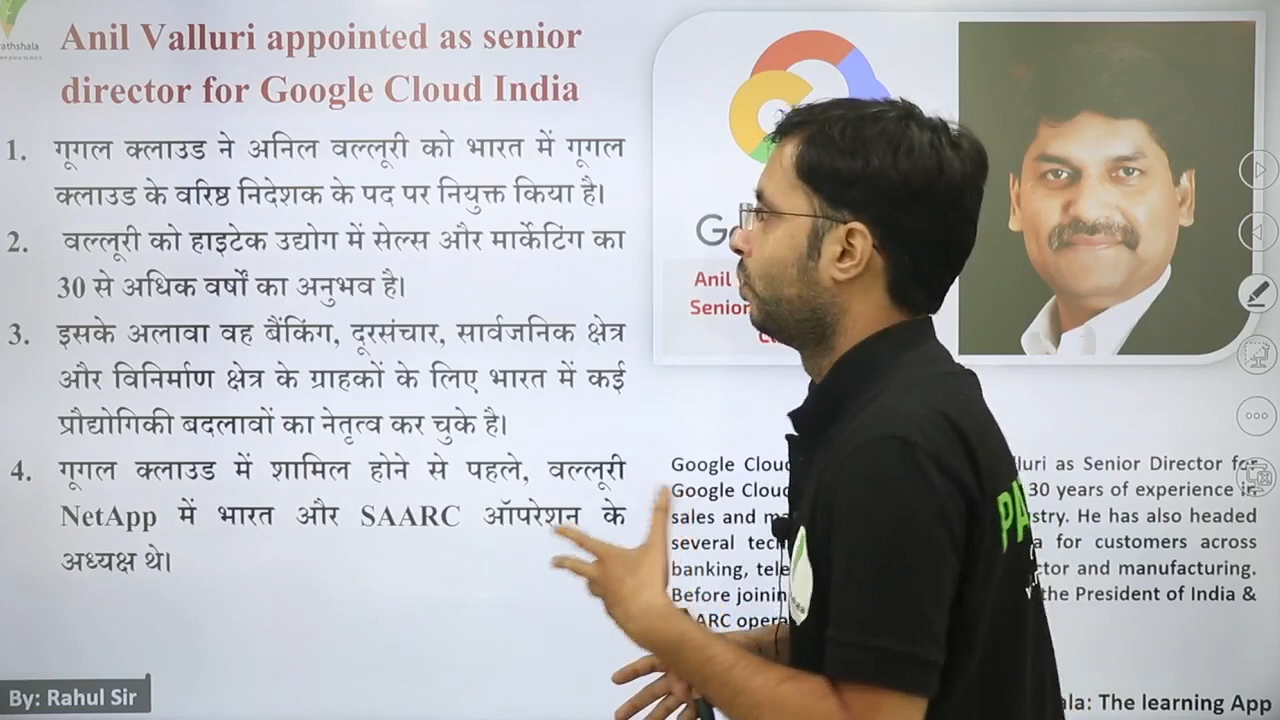 athshala
Anil Valluri appointed as senior
director for Google Cloud India
1. गूगल क्लाउड ने अनिल वल्लूरी को भारत में गूगल
क्लाउड के वरिष्ठ निदेशक के पद पर नियुक्त किया है।
2. वल्लूरी को हाइटेक उद्योग में सेल्स और मार्केटिंग का
30 से अधिक वर्षों का अनुभव है।
3. इसके अलावा वह बैंकिंग, दूरसंचार, सार्वजनिक क्षेत्र
और विनिर्माण क्षेत्र के ग्राहकों के लिए भारत में कई
प्रौद्योगिकी बदलावों का नेतृत्व कर चुके है।
4. गूगल क्लाउड में शामिल होने से पहले, वल्लूरी
NetApp में भारत और SAARC ऑपरेशन के
अध्यक्ष थे।
Anil
Senior
Google Cloud luri as Senior Director for
Google Cloud 30 years of experience in
sales and stry. He has also headed
several tec a for customers across
banking, tele ctor and manufacturing.
Before joinin the President of India &
ARC opera
PA
By: Rahul Sir
la: The learning App